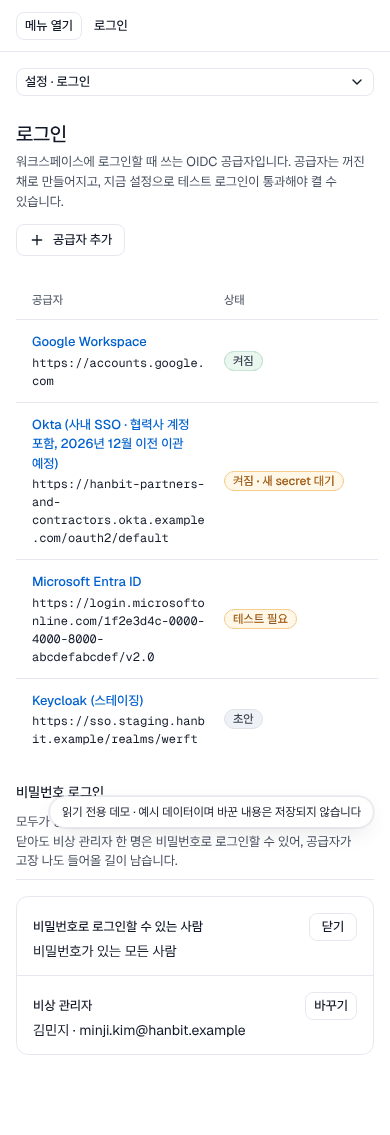 메뉴 열기
로그인
설정 · 로그인
로그인
워크스페이스에 로그인할 때 쓰는 OIDC 공급자입니다. 공급자는 꺼진
채로 만들어지고, 지금 설정으로 테스트 로그인이 통과해야 켤 수
있습니다.
공급자 추가
공급자
상태
Google Workspace
https://accounts.google.
com
켜짐
Okta (사내 SSO · 협력사 계정
포함, 2026년 12월 이전 이관
예정)
https://hanbit-partners-
and-
contractors.okta.example
.com/oauth2/default
켜짐 · 새 secret 대기
Microsoft Entra ID
https://login.microsofto
nline.com/1f2e3d4c-0000-
4000-8000-
abcdefabcdef/v2.0
테스트 필요
Keycloak (스테이징)
https://sso.staging.hanb
it.example/realms/werft
초안
비밀번호 로그인
읽기 전용 데모 · 예시 데이터이며 바꾼 내용은 저장되지 않습니다
모두가
닫아도 비상 관리자 한 명은 비밀번호로 로그인할 수 있어, 공급자가
고장 나도 들어올 길이 남습니다.
비밀번호로 로그인할 수 있는 사람
닫기
비밀번호가 있는 모든 사람
비상 관리자
바꾸기
김민지 · minji.kim@hanbit.example